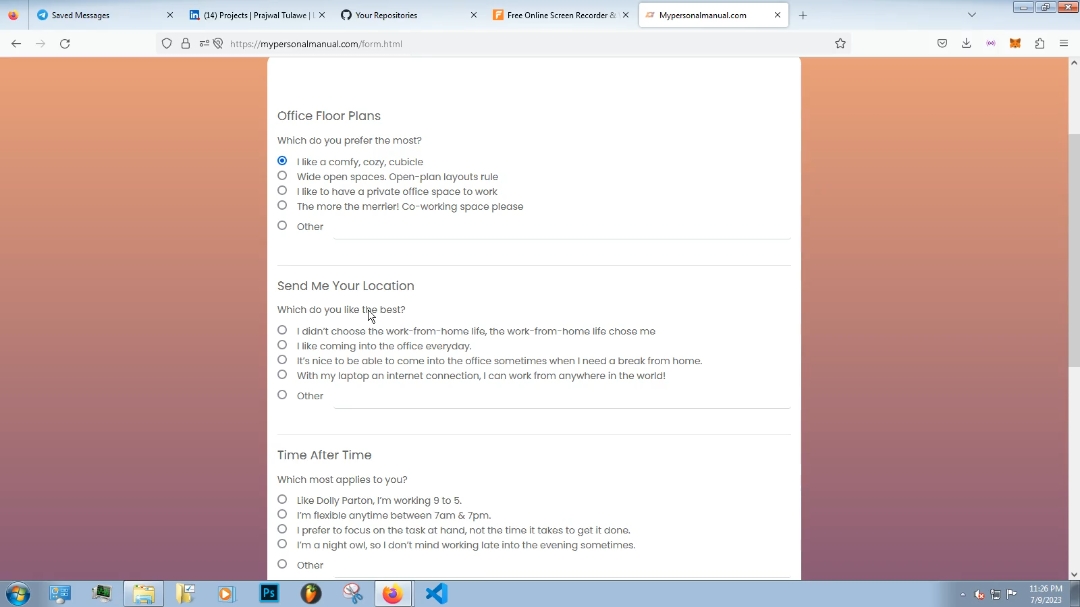 Saved Messages
(14) Projects | Prajwal Tulawe | L
Your Repositories
Free Online Screen Recorder &
Mypersonalmanual.com
https://mypersonalmanual.com/form.html
Office Floor Plans
Which do you prefer the most?
I like a comfy, cozy, cubicle
Wide open spaces. Open-plan layouts rule
I like to have a private office space to work
The more the merrier! Co-working space please
Other
Send Me Your Location
Which do you like the best?
I didn't choose the work-from-home life, the work-from-home life chose me
I like coming into the office everyday.
It's nice to be able to come into the office sometimes when I need a break from home.
With my laptop an internet connection, I can work from anywhere in the world!
Other
Time After Time
Which most applies to you?
Like Dolly Parton, I'm working 9 to 5.
I'm flexible anytime between 7am & 7pm.
I prefer to focus on the task at hand, not the time it takes to get it done.
I'm a night owl, so I don't mind working late into the evening sometimes.
Other
Ps
11:26 PM
7/9/2023